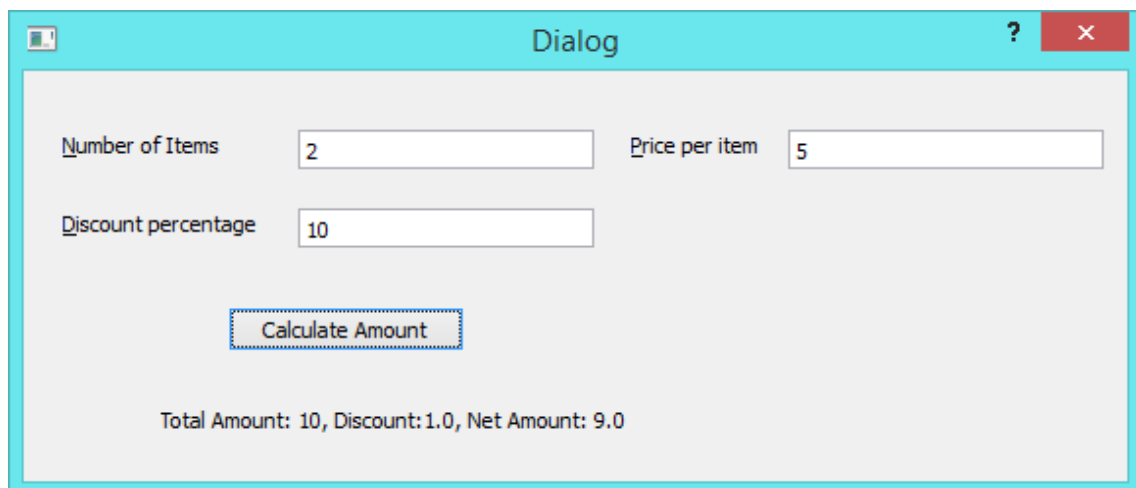 Dialog
?
Number of Items 2 Price per item 5
Discount percentage 10
Calculate Amount
Total Amount: 10, Discount:1.0, Net Amount: 9.0